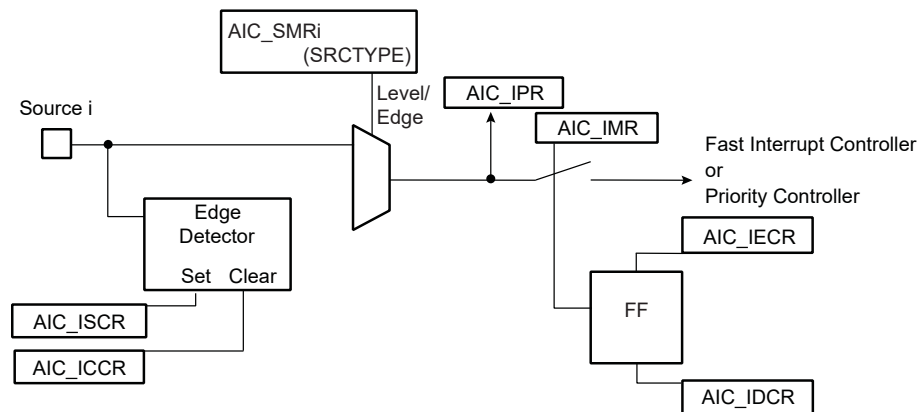 AIC_SMRi
(SRCTYPE)
Level/
Edge
AIC_IPR
Source i
AIC_IMR
Fast Interrupt Controller
or
Priority Controller
Edge
Detector
Set Clear
AIC_IECR
FF
AIC_ISCR
AIC_ICCR
AIC_IDCR